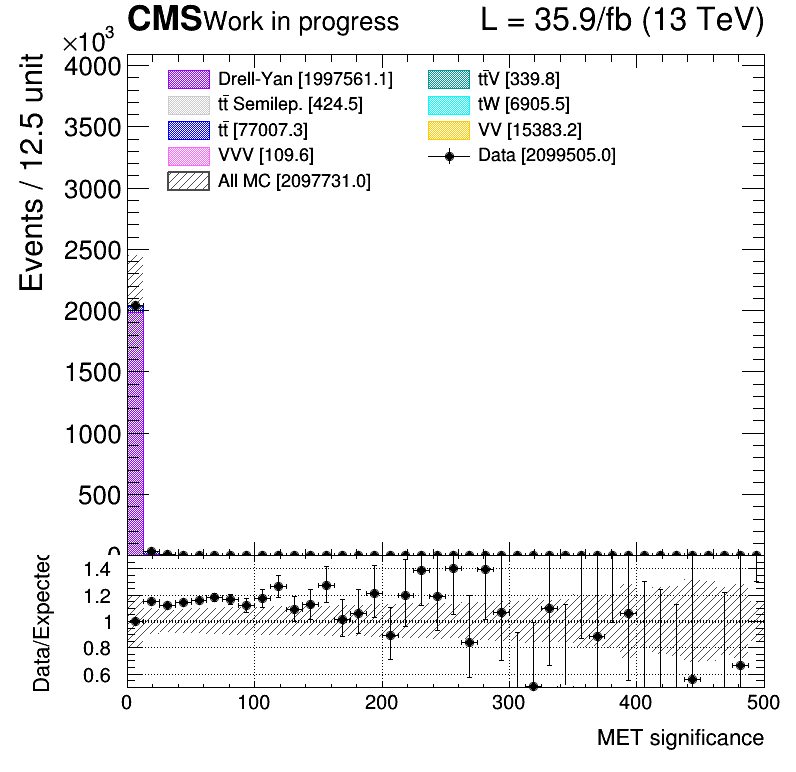 CMS Work in progress L = 35.9/fb (13 TeV)
×10³
Events / 12.5 unit
4000
3500
3000
2500
2000
1500
1000
500
0
Drell-Yan [1997561.1]
tt̄ Semilep. [424.5]
tt̄ [77007.3]
VVV [109.6]
All MC [2097731.0]
tt̄V [339.8]
tW [6905.5]
VV [15383.2]
Data [2099505.0]
Data/Expected
1.4
1.2
1
0.8
0.6
0 100 200 300 400 500
MET significance